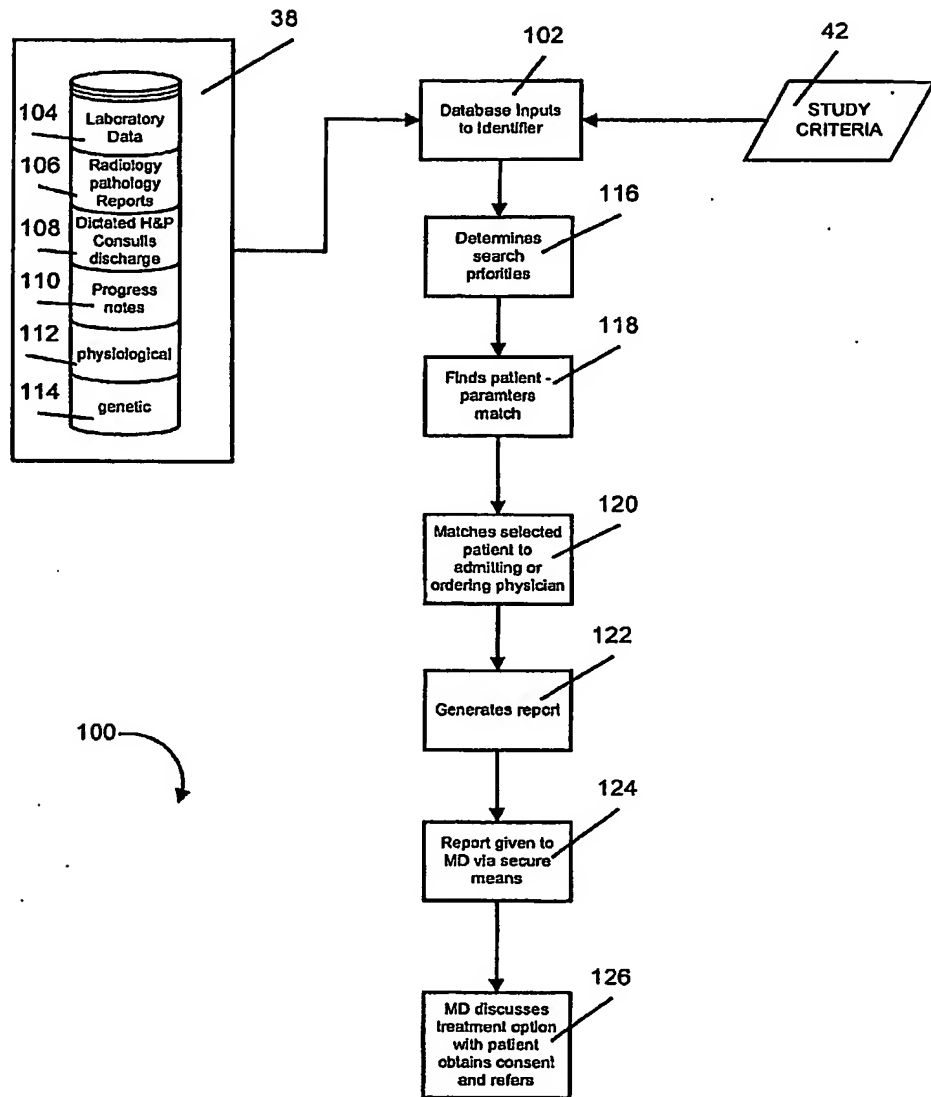 38
104
Laboratory
Data
106
Radiology
pathology
Reports
108
Dictated H&P
Consulls
discharge
110
Progress
notes
112
physiological
114
genetic
102
Database Inputs
to Identifier
42
STUDY
CRITERIA
116
Determines
search
priorities
118
Finds patient -
paramters
match
120
Matches selected
patient to
admitting or
ordering physician
122
Generates report
100
124
Report given to
MD via secure
means
126
MD discusses
treatment option
with patient
obtains consent
and refers